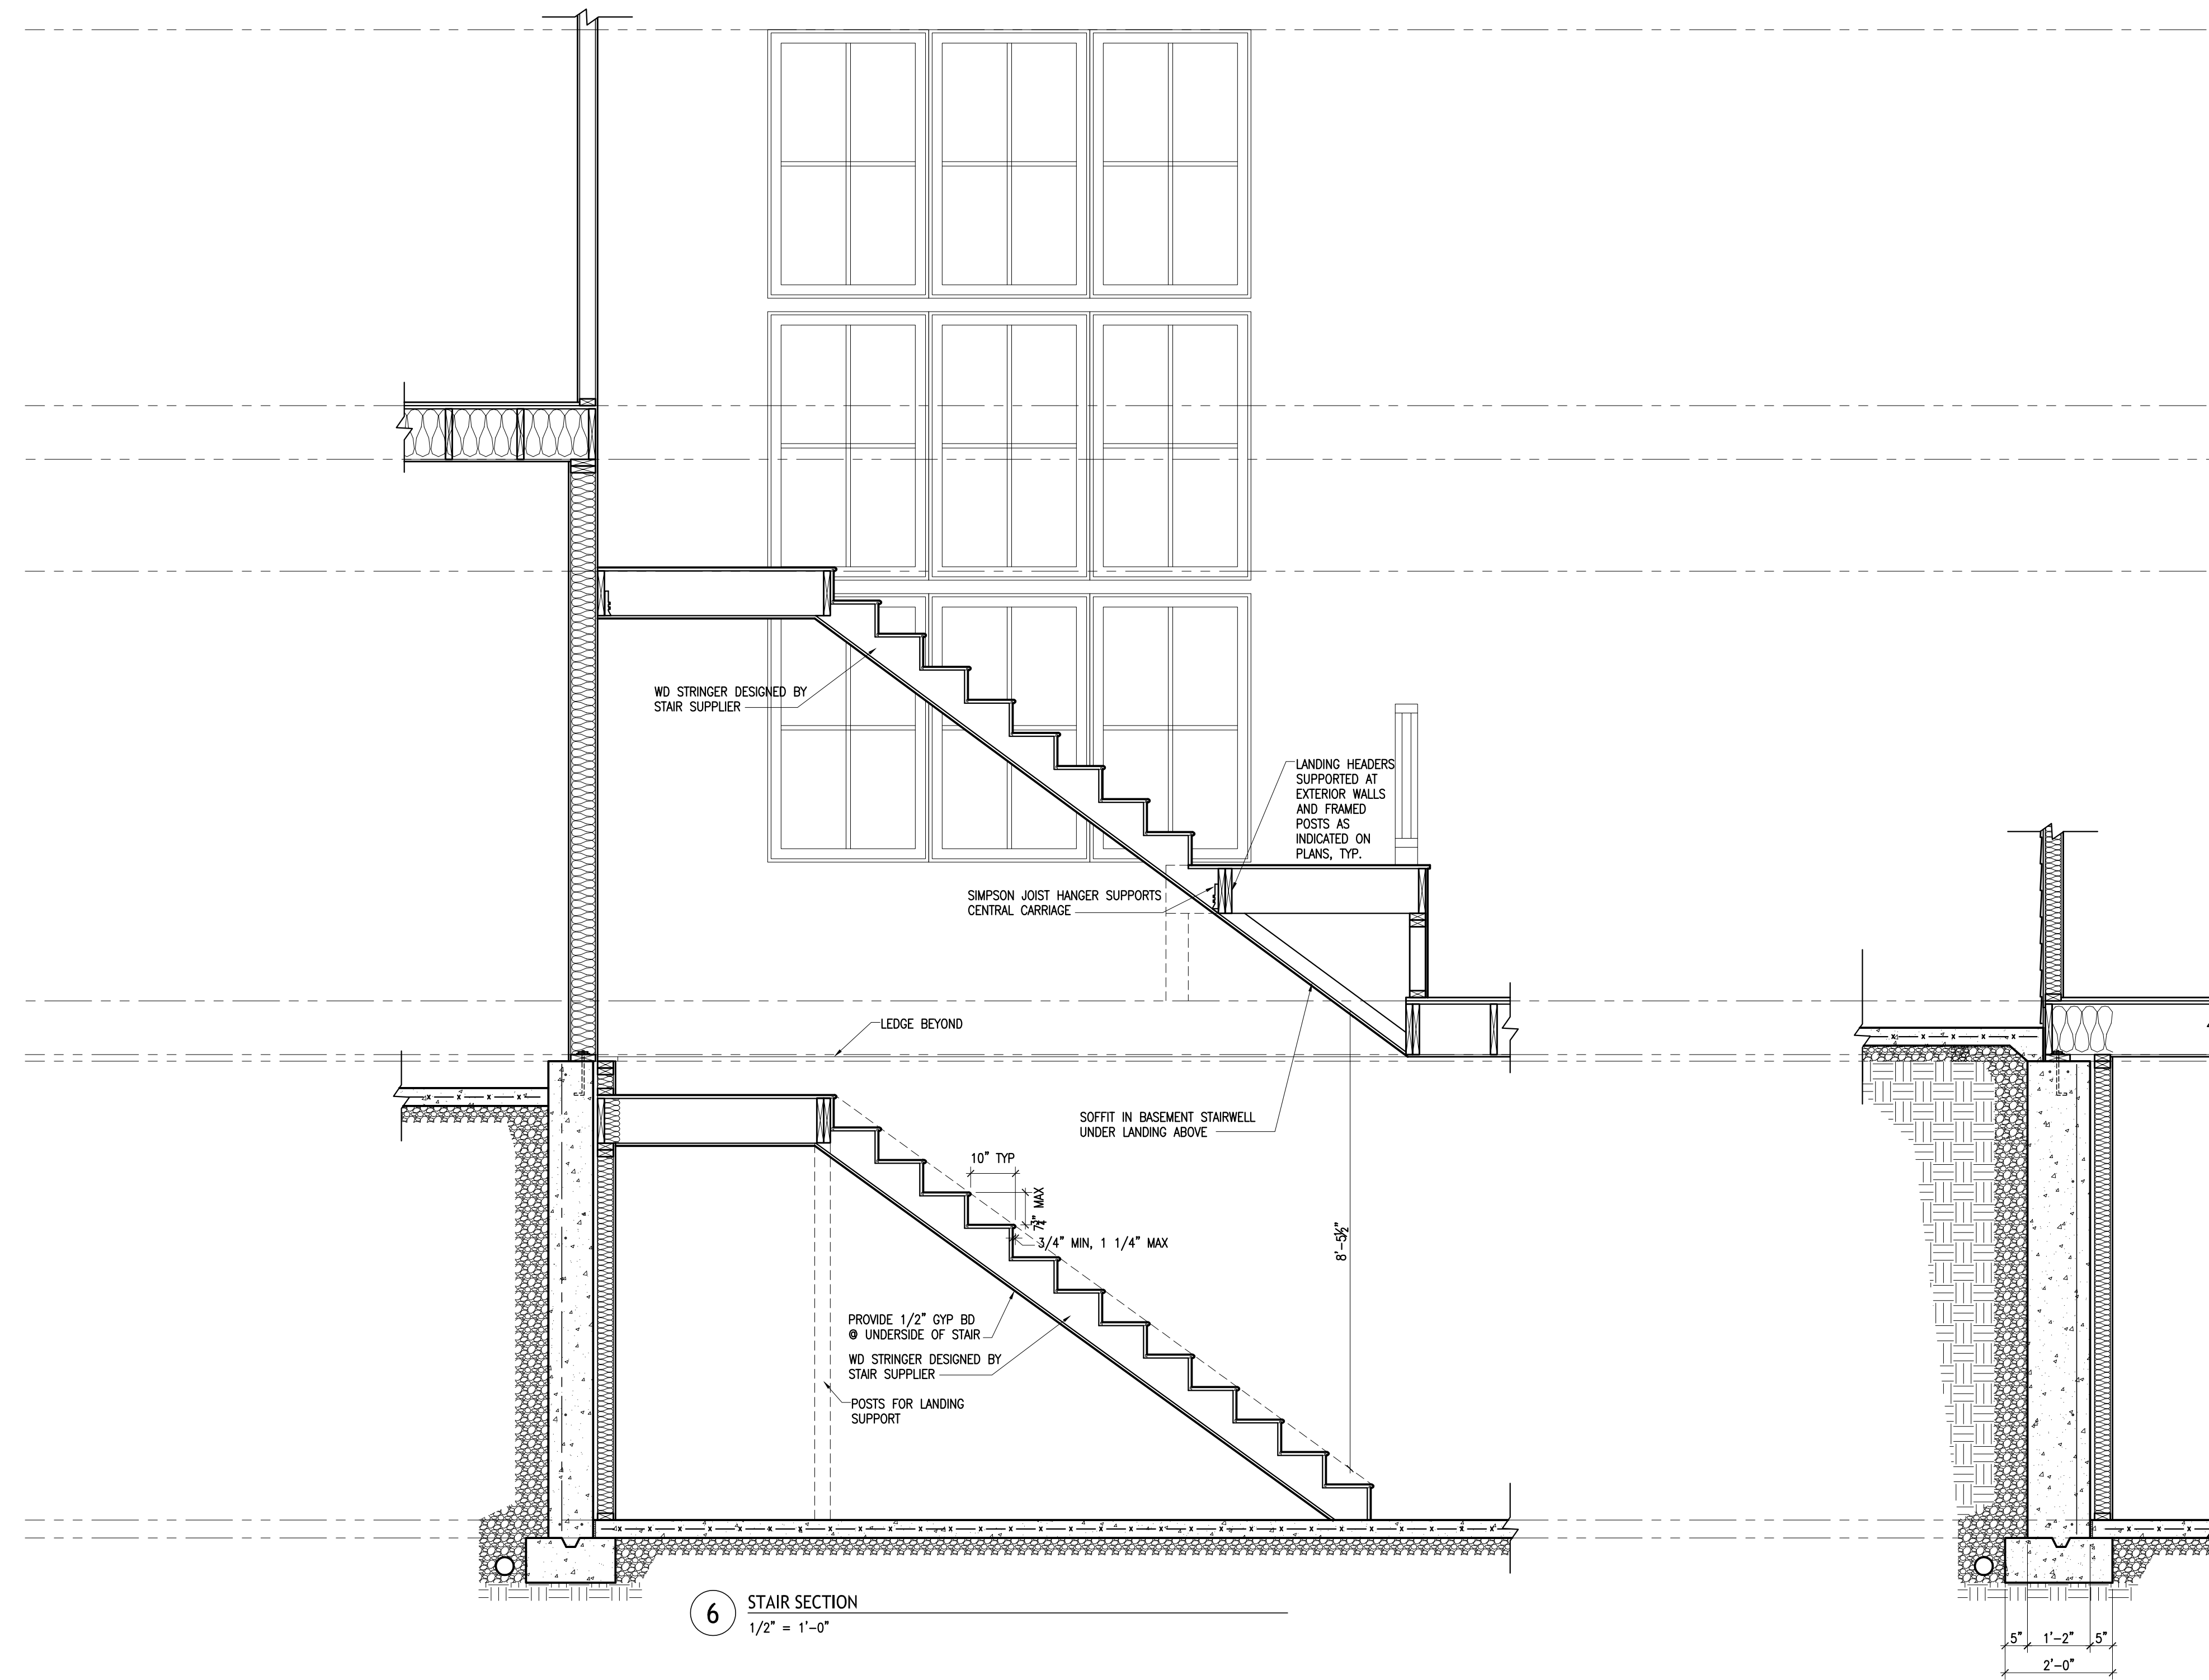 WD STRINGER DESIGNED BY
STAIR SUPPLIER
LANDING HEADERS
SUPPORTED AT
EXTERIOR WALLS
AND FRAMED
POSTS AS
INDICATED ON
PLANS, TYP.
SIMPSON JOIST HANGER SUPPORTS
CENTRAL CARRIAGE
LEDGE BEYOND
SOFFIT IN BASEMENT STAIRWELL
UNDER LANDING ABOVE
10" TYP
7¾" MAX
3/4" MIN, 1 1/4" MAX
8'-5½"
PROVIDE 1/2" GYP BD
@ UNDERSIDE OF STAIR
WD STRINGER DESIGNED BY
STAIR SUPPLIER
POSTS FOR LANDING
SUPPORT
6 STAIR SECTION
1/2" = 1'-0"
5" 1'-2" 5"
2'-0"